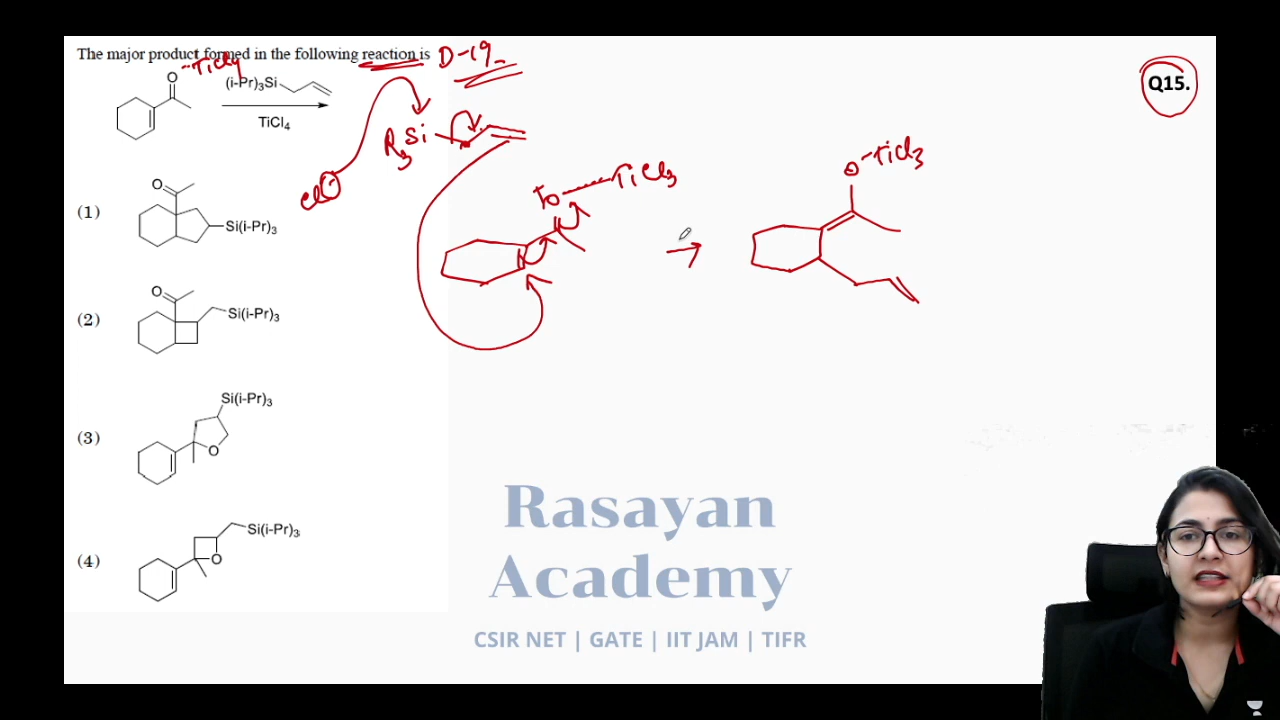 The major product formed in the following reaction is D-19
Q15.
O--TiCl4
(i-Pr)3Si
TiCl4
R3Si
Cl⊖
O TiCl3
O-TiCl3
(1)
O
Si(i-Pr)3
(2)
O
Si(i-Pr)3
(3)
Si(i-Pr)3
O
(4)
Si(i-Pr)3
O
Rasayan
Academy
CSIR NET | GATE | IIT JAM | TIFR